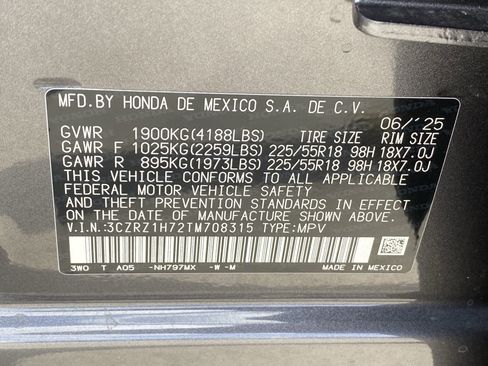 MFD.BY HONDA DE MEXICO S.A. DE C.V.
06/'25
GVWR 1900KG(4188LBS) TIRE SIZE RIM SIZE
GAWR F 1025KG(2259LBS) 225/55R18 98H 18X7.0J
GAWR R 895KG(1973LBS) 225/55R18 98H 18X7.0J
THIS VEHICLE CONFORMS TO ALL APPLICABLE
FEDERAL MOTOR VEHICLE SAFETY
AND THEFT PREVENTION STANDARDS IN EFFECT
ON THE DATE OF MANUFACTURE SHOWN ABOVE.
V.I.N.:3CZRZ1H72TM708315 TYPE:MPV
3W0 T A05 -NH797MX -W -M MADE IN MEXICO